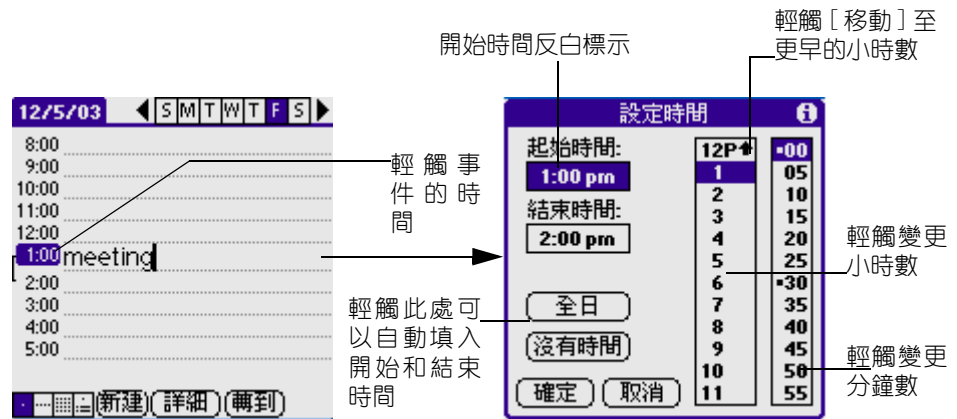 輕觸 [ 移動 ] 至
更早的小時數
開始時間反白標示
12/5/03 S M T W T F S
8:00
9:00
10:00
11:00
12:00
1:00 meeting
2:00
3:00
4:00
5:00
新建 詳細 轉到
輕觸事
件的時
間
輕觸此處可
以自動填入
開始和結束
時間
設定時間
起始時間:
1:00 pm
結束時間:
2:00 pm
全日
沒有時間
確定 取消
12P
1
2
3
4
5
6
7
8
9
10
11
00
05
10
15
20
25
30
35
40
45
50
55
輕觸變更
小時數
輕觸變更
分鐘數